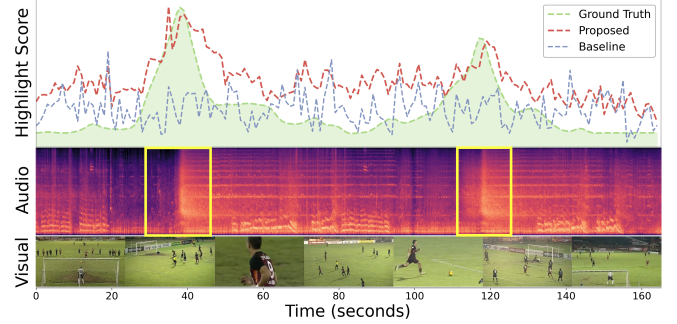 Highlight Score
Ground Truth
Proposed
Baseline
Audio
Visual
0 20 40 60 80 100 120 140 160
Time (seconds)